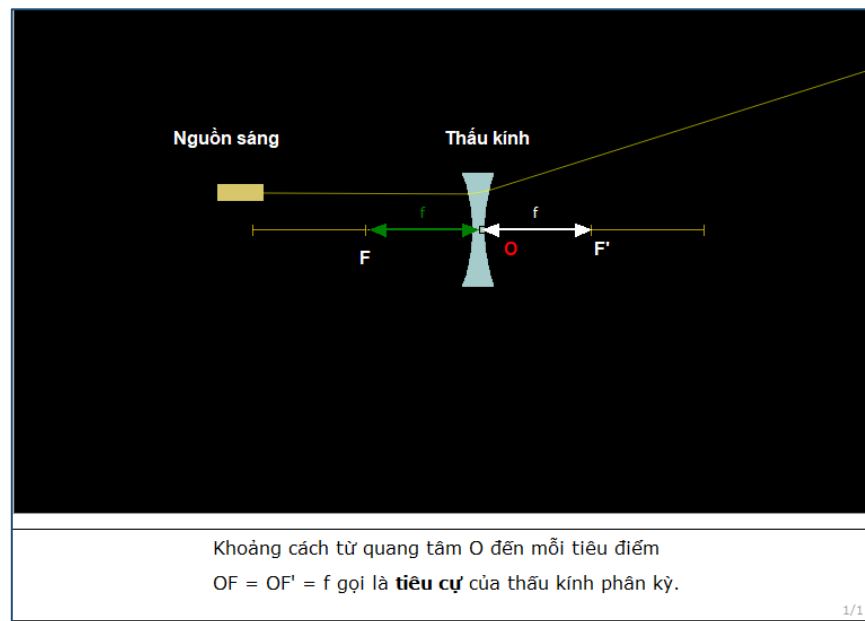 Nguồn sáng
Thấu kính
f
f
F
O
F'
Khoảng cách từ quang tâm O đến mỗi tiêu điểm
OF = OF' = f gọi là tiêu cự của thấu kính phân kỳ.
1/1